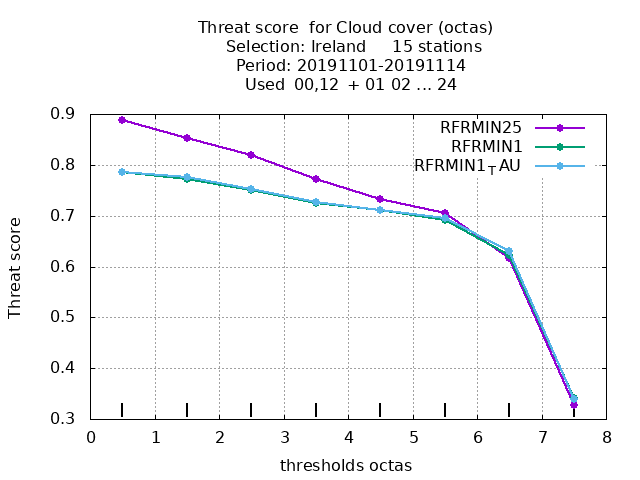 Threat score  for Cloud cover (octas)
Selection: Ireland     15 stations
Period: 20191101-20191114
Used  00,12  + 01 02 ... 24
RFRMIN25
RFRMIN1
RFRMIN1TAU
Threat score
0.9
0.8
0.7
0.6
0.5
0.4
0.3
0 1 2 3 4 5 6 7 8
thresholds octas